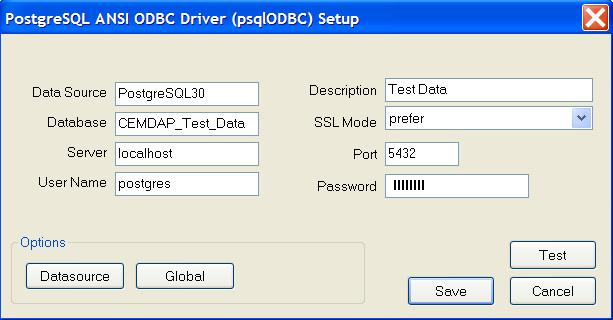 PostgreSQL ANSI ODBC Driver (psqlODBC) Setup
Data Source PostgreSQL30
Description Test Data
Database CEMDAP_Test_Data
SSL Mode prefer
Server localhost
Port 5432
User Name postgres
Password
Options
Datasource Global
Test
Save Cancel